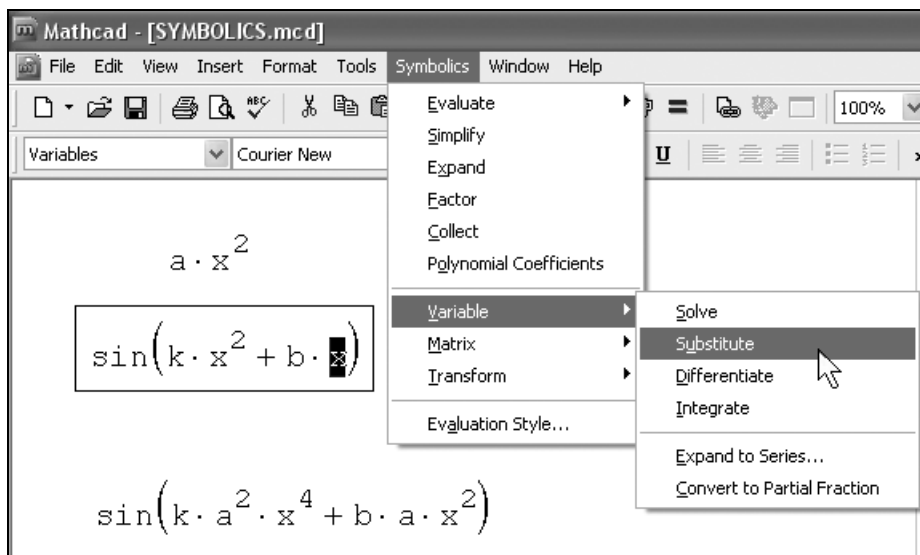 Mathcad - [SYMBOLICS.mcd]
File Edit View Insert Format Tools Symbolics Window Help
100%
Variables Courier New U
Evaluate
Simplify
Expand
Factor
Collect
Polynomial Coefficients
Variable
Matrix
Transform
Evaluation Style...
Solve
Substitute
Differentiate
Integrate
Expand to Series...
Convert to Partial Fraction
a · x²
sin(k · x² + b · x)
sin(k · a² · x⁴ + b · a · x²)